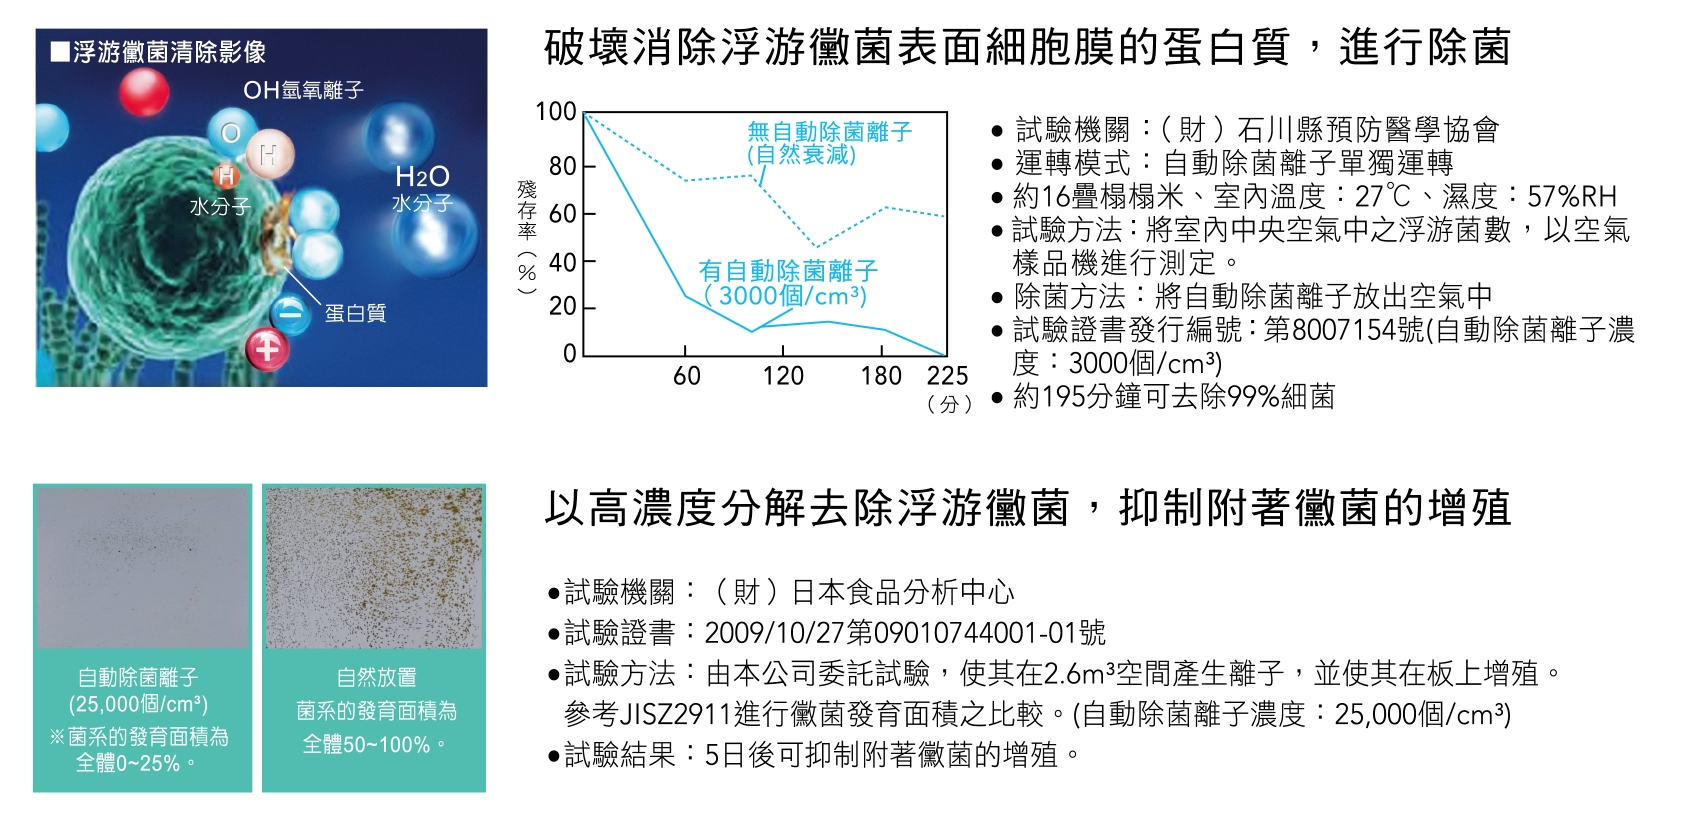 ■浮游黴菌清除影像
OH氫氧離子
O
H
H
水分子
H2O
水分子
蛋白質
−
+
破壞消除浮游黴菌表面細胞膜的蛋白質，進行除菌
100
80
60
40
20
0
殘存率（%）
無自動除菌離子
(自然衰減)
有自動除菌離子
（3000個/cm³)
60 120 180 225
（分）
● 試驗機關：（財）石川縣預防醫學協會
● 運轉模式：自動除菌離子單獨運轉
● 約16疊榻榻米、室內溫度：27℃、濕度：57%RH
● 試驗方法：將室內中央空氣中之浮游菌數，以空氣
樣品機進行測定。
● 除菌方法：將自動除菌離子放出空氣中
● 試驗證書發行編號：第8007154號(自動除菌離子濃
度：3000個/cm³)
● 約195分鐘可去除99%細菌
自動除菌離子
(25,000個/cm³)
※菌系的發育面積為
全體0~25%。
自然放置
菌系的發育面積為
全體50~100%。
以高濃度分解去除浮游黴菌，抑制附著黴菌的增殖
●試驗機關：（財）日本食品分析中心
●試驗證書：2009/10/27第09010744001-01號
●試驗方法：由本公司委託試驗，使其在2.6m³空間產生離子，並使其在板上增殖。
參考JISZ2911進行黴菌發育面積之比較。(自動除菌離子濃度：25,000個/cm³)
●試驗結果：5日後可抑制附著黴菌的增殖。